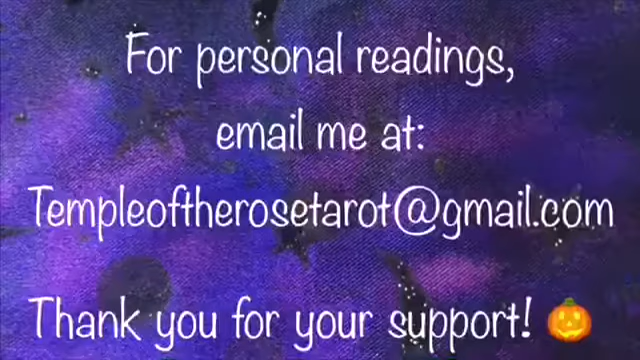 For personal readings,
email me at:
Templeoftherosetarot@gmail.com
Thank you for your support! 🎃